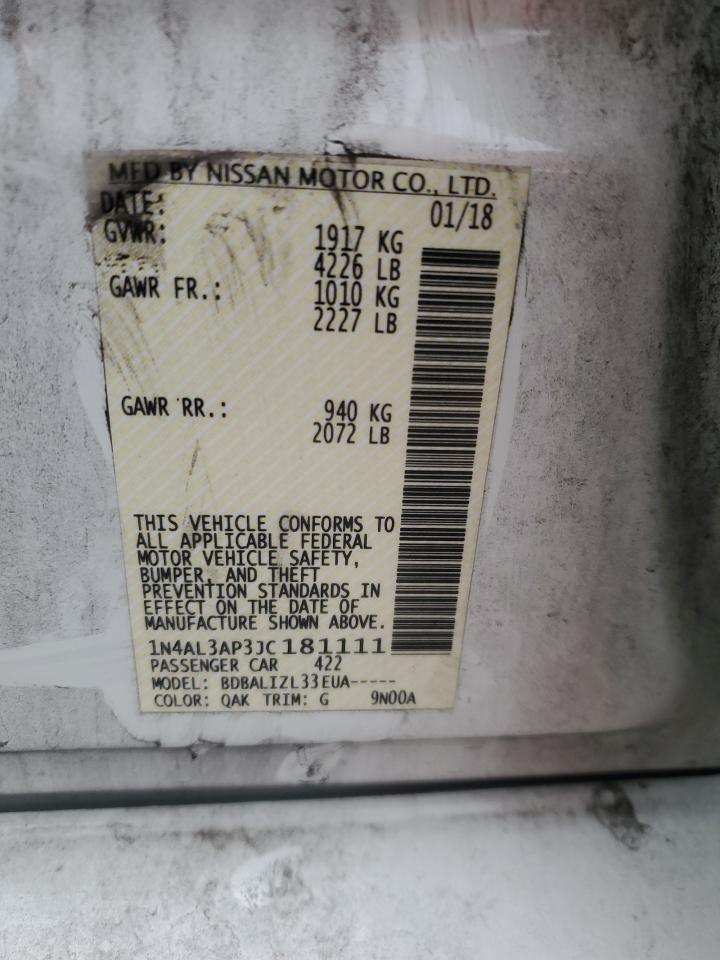 MFD BY NISSAN MOTOR CO., LTD.
DATE: 01/18
GVWR: 1917 KG
4226 LB
GAWR FR.: 1010 KG
2227 LB
GAWR RR.: 940 KG
2072 LB
THIS VEHICLE CONFORMS TO
ALL APPLICABLE FEDERAL
MOTOR VEHICLE SAFETY,
BUMPER, AND THEFT
PREVENTION STANDARDS IN
EFFECT ON THE DATE OF
MANUFACTURE SHOWN ABOVE.
1N4AL3AP3JC181111
PASSENGER CAR 422
MODEL: BDBALIZL33EUA-----
COLOR: QAK TRIM: G 9N00A